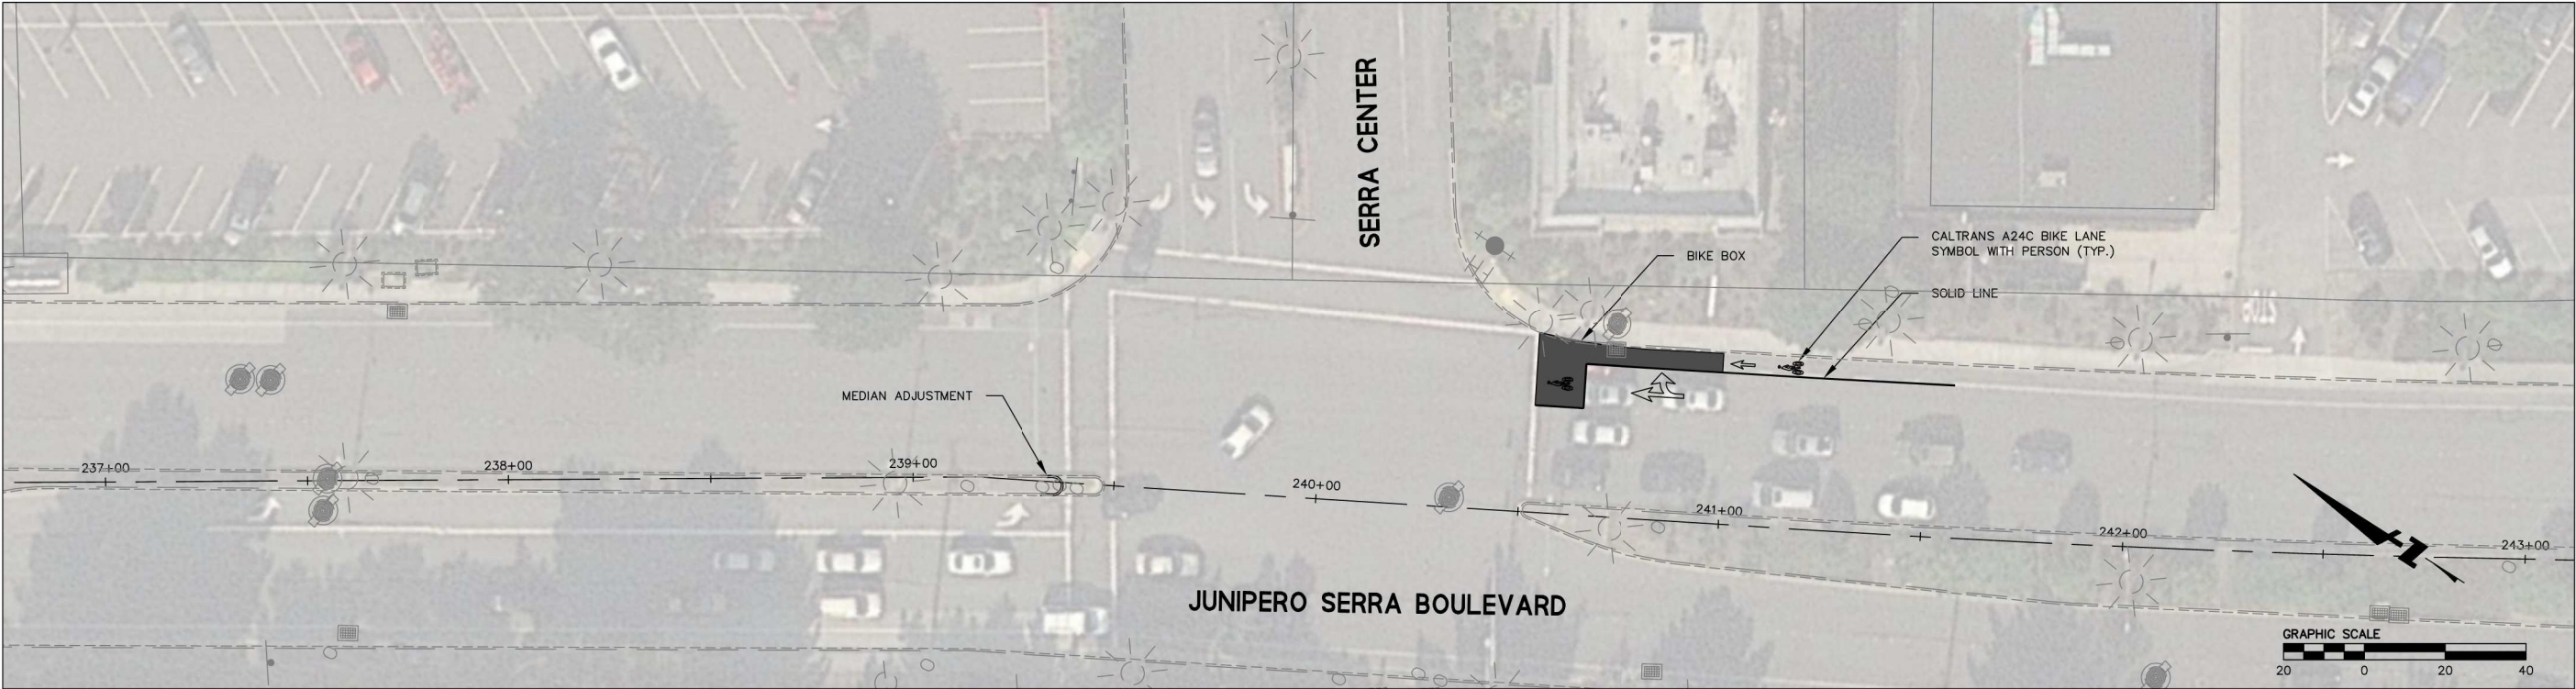 SERRA CENTER
BIKE BOX
CALTRANS A24C BIKE LANE
SYMBOL WITH PERSON (TYP.)
SOLID LINE
MEDIAN ADJUSTMENT
237+00
238+00
239+00
240+00
241+00
242+00
243+00
JUNIPERO SERRA BOULEVARD
GRAPHIC SCALE
20 0 20 40